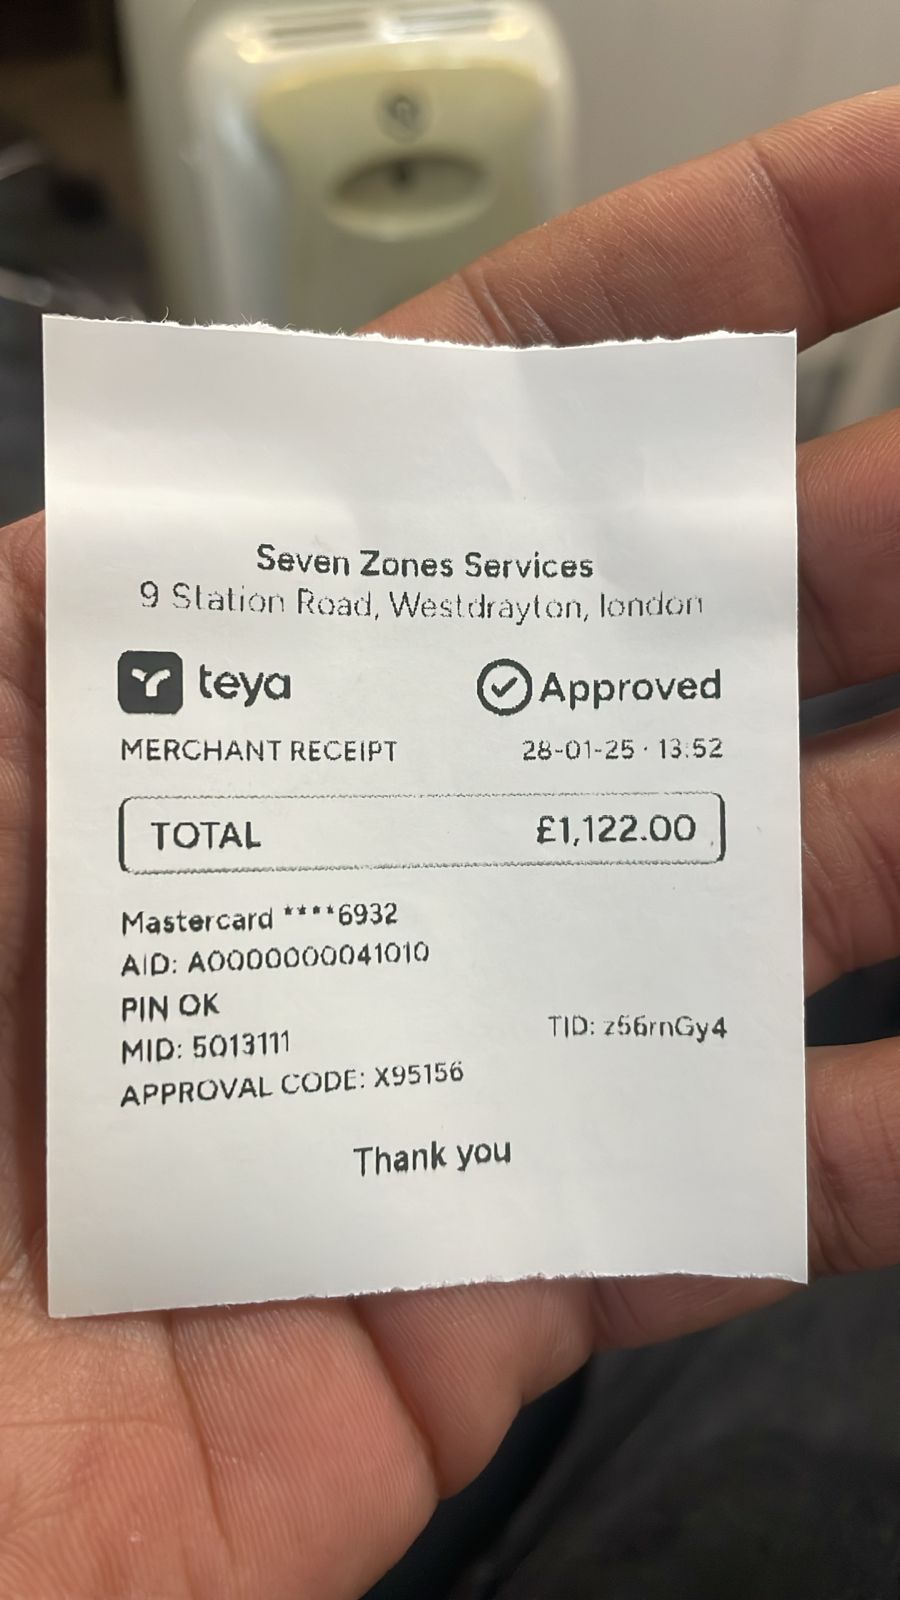 Seven Zones Services
9 Station Road, Westdrayton, london
teya Approved
MERCHANT RECEIPT 28-01-25 · 13:52
TOTAL £1,122.00
Mastercard ****6932
AID: A0000000041010
PIN OK
MID: 5013111 TID: z56rnGy4
APPROVAL CODE: X95156
Thank you